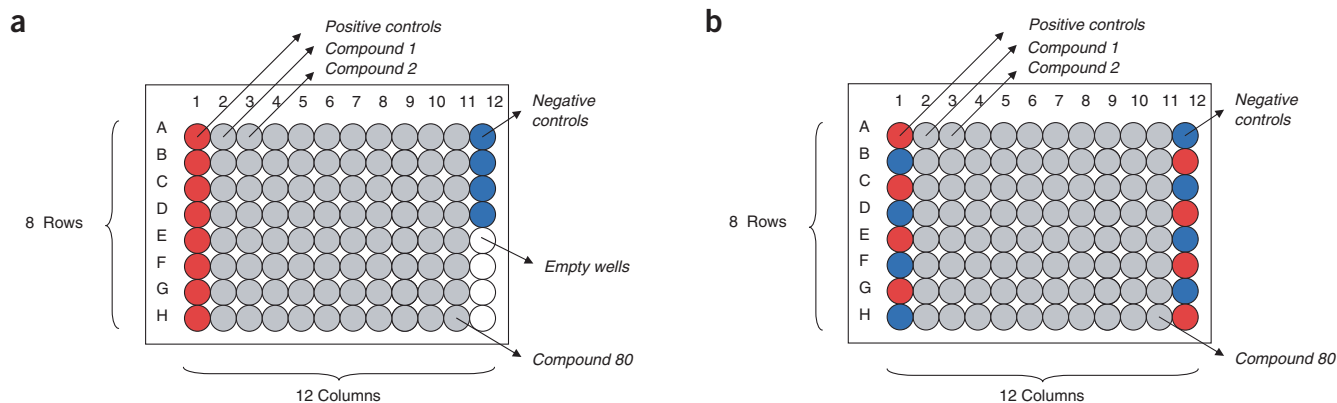 a
Positive controls
Compound 1
Compound 2
1 2 3 4 5 6 7 8 9 10 11 12
Negative
controls
A
B
C
D
E
F
G
H
8 Rows
Empty wells
Compound 80
12 Columns
b
Positive controls
Compound 1
Compound 2
1 2 3 4 5 6 7 8 9 10 11 12
Negative
controls
A
B
C
D
E
F
G
H
8 Rows
Compound 80
12 Columns